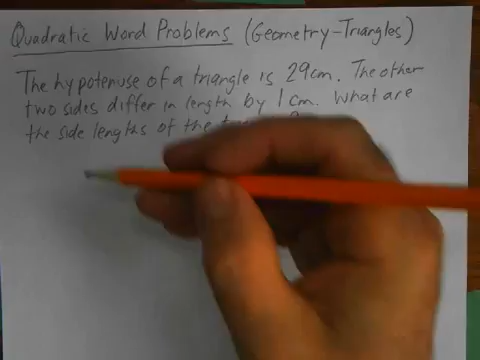 Quadratic Word Problems (Geometry-Triangles)
The hypotenuse of a triangle is 29cm. The other
two sides differ in length by 1cm. What are
the side lengths of the